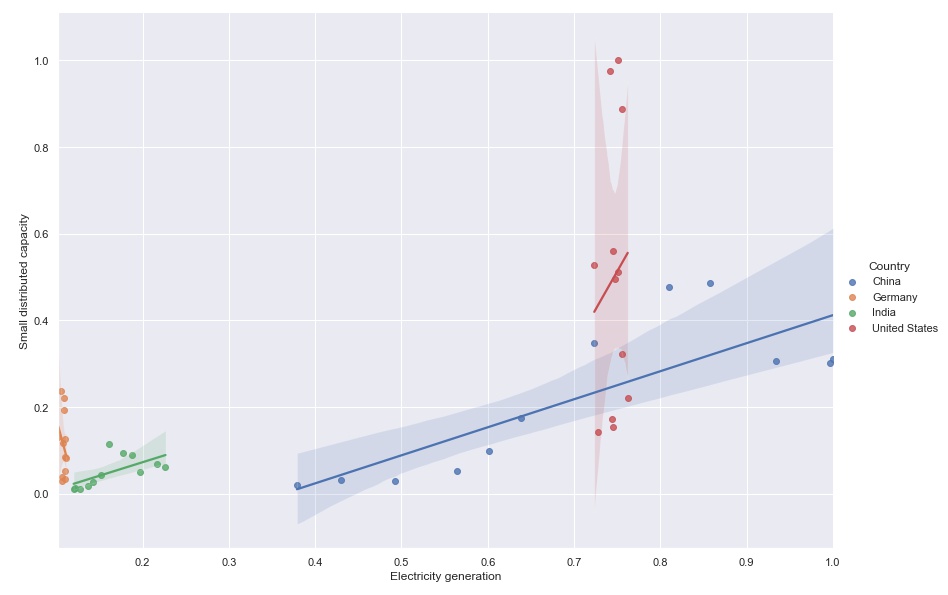 1.0
0.8
0.6
0.4
0.2
0.0
Small distributed capacity
0.2 0.3 0.4 0.5 0.6 0.7 0.8 0.9 1.0
Electricity generation
Country
China
Germany
India
United States